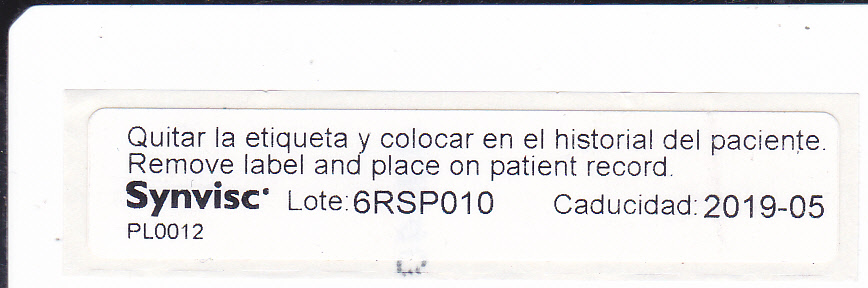 Quitar la etiqueta y colocar en el historial del paciente.
Remove label and place on patient record.
Synvisc® Lote: 6RSP010 Caducidad: 2019-05
PL0012